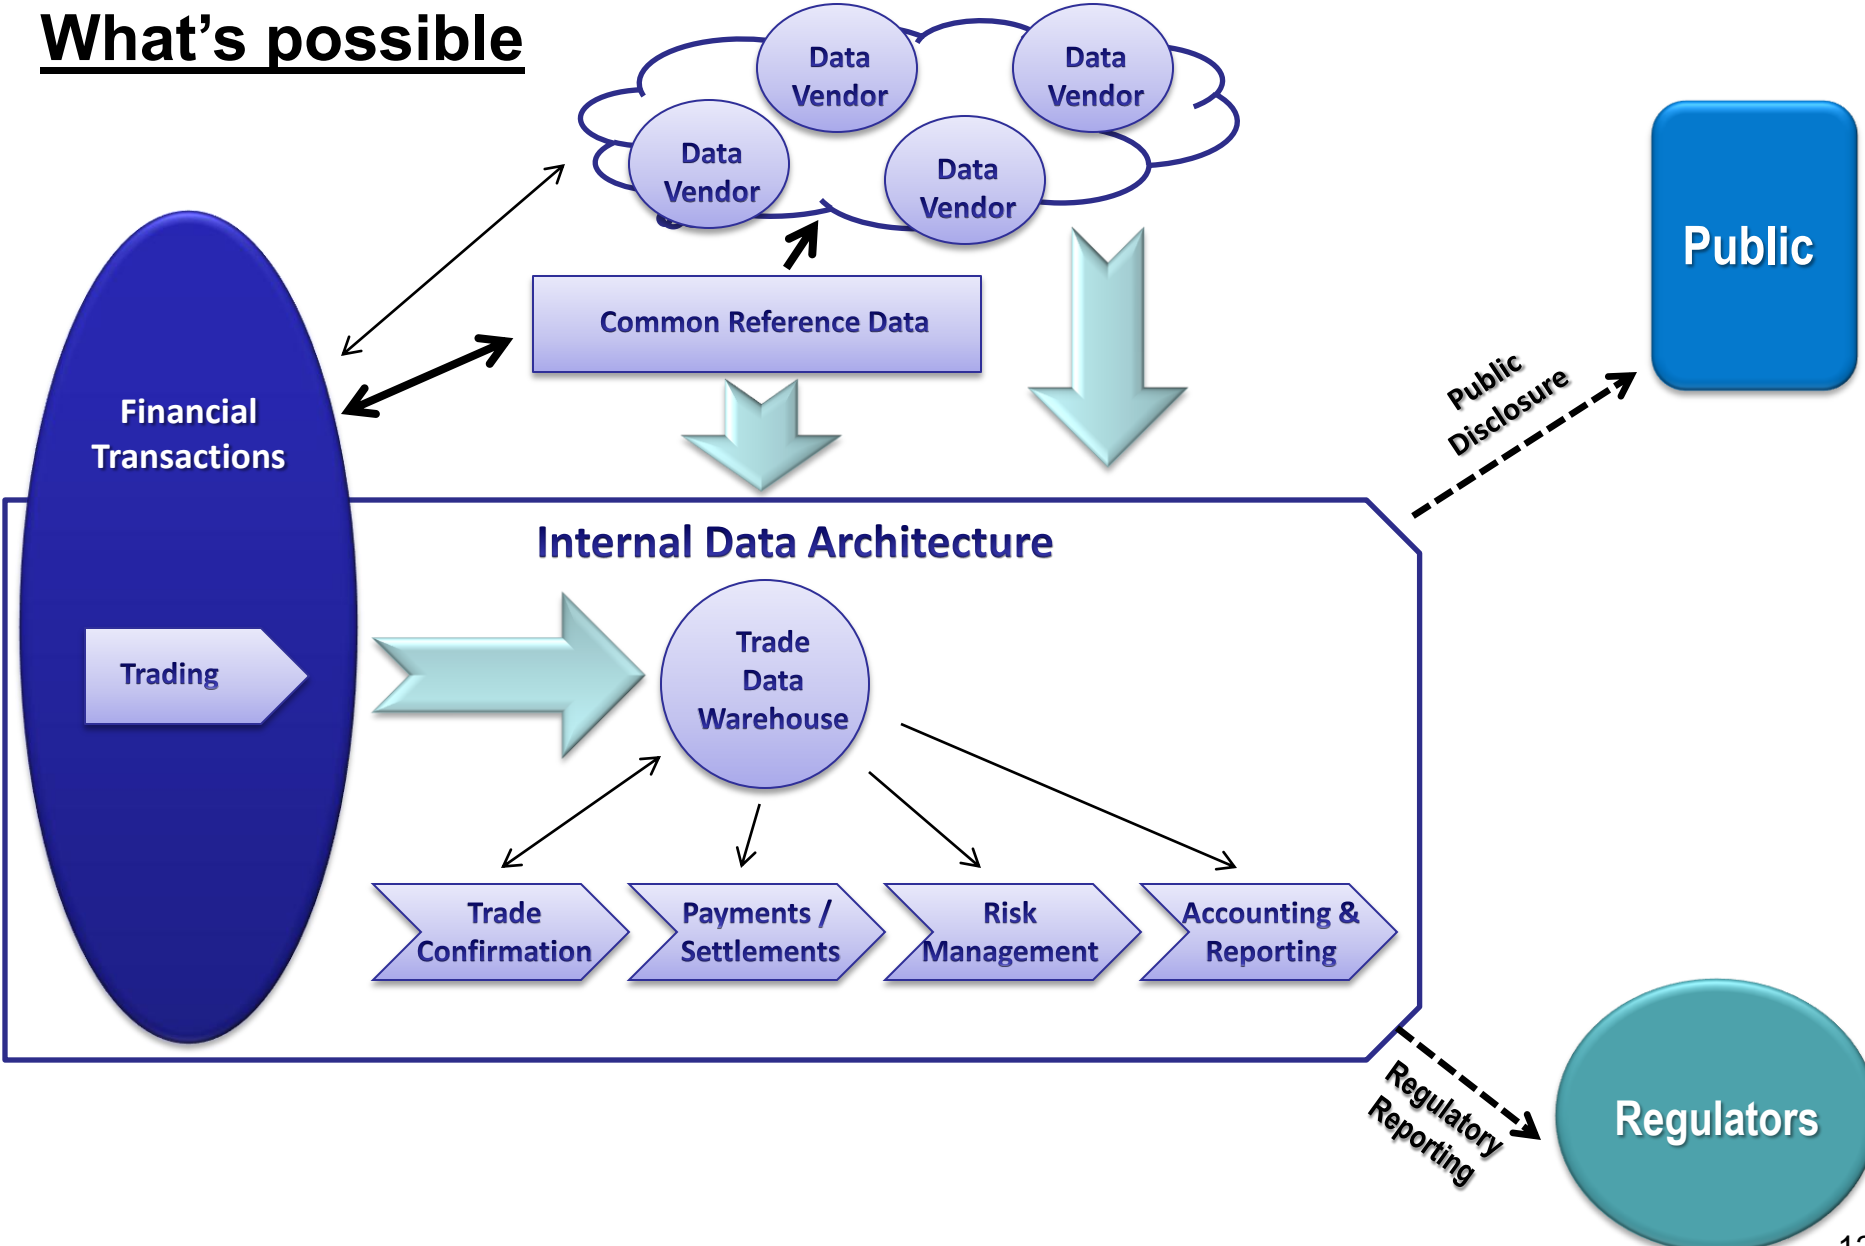 What's possible
Data
Vendor
Data
Vendor
Data
Vendor
Data
Vendor
Public
Common Reference Data
Public
Disclosure
Financial
Transactions
Internal Data Architecture
Trading
Trade
Data
Warehouse
Trade
Confirmation
Payments /
Settlements
Risk
Management
Accounting &
Reporting
Regulatory
Reporting
Regulators